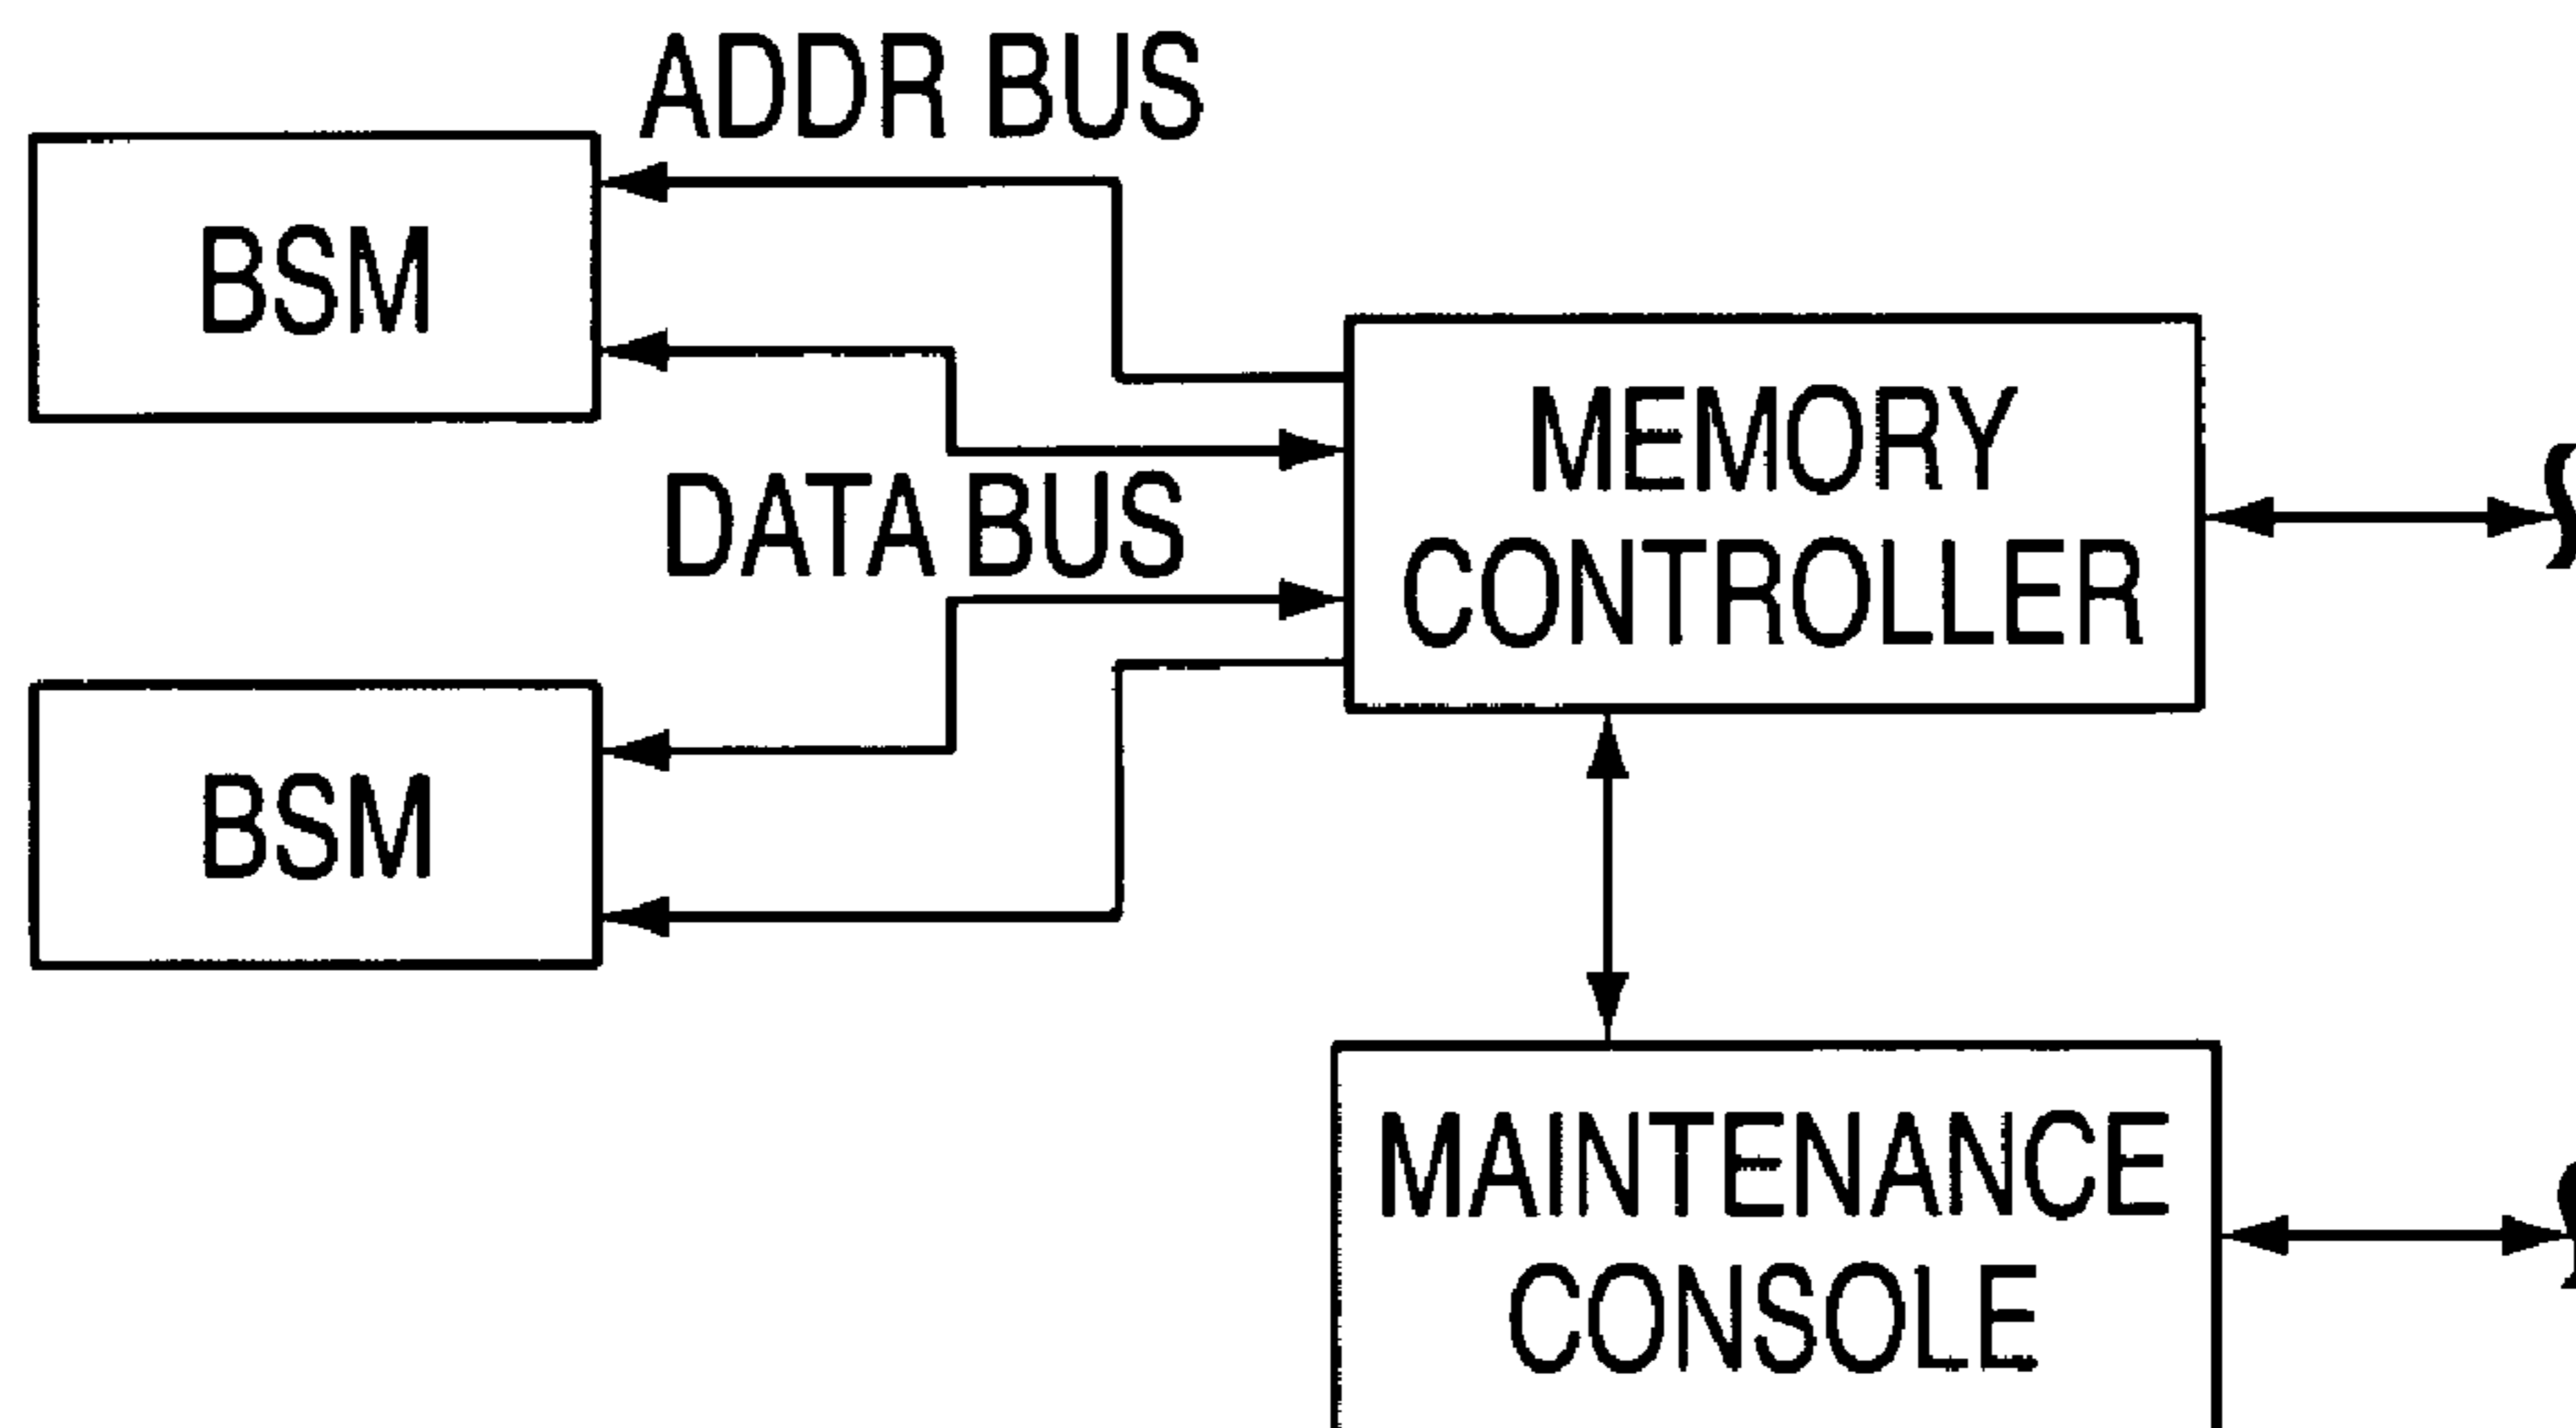 ADDR BUS
BSM
MEMORY
CONTROLLER
DATA BUS
BSM
MAINTENANCE
CONSOLE